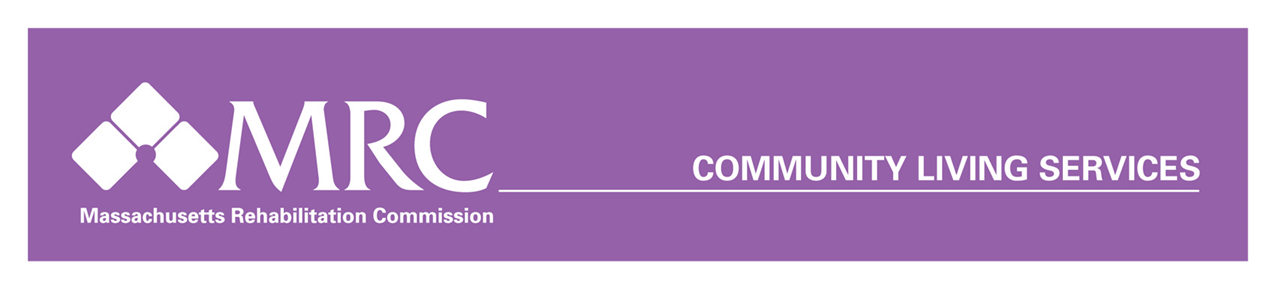 MRC
COMMUNITY LIVING SERVICES
Massachusetts Rehabilitation Commission